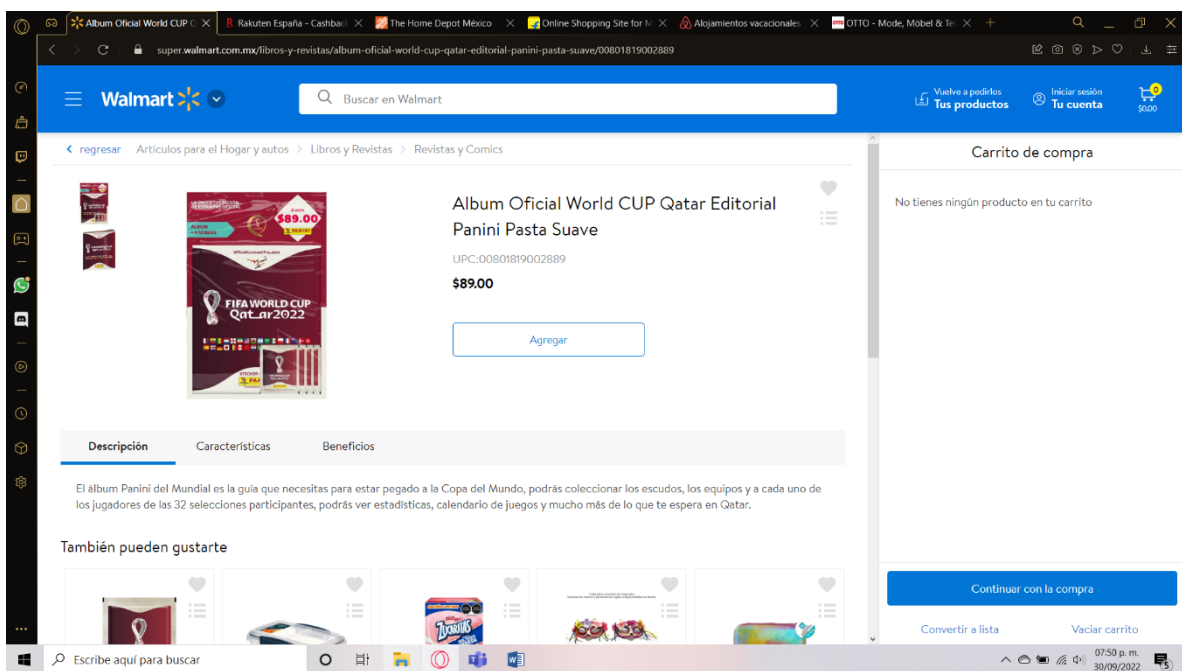 Album Oficial World CUP Q
Rakuten España - Cashbac
The Home Depot México
Online Shopping Site for M
Alojamientos vacacionales
OTTO - Mode, Möbel & Te
super.walmart.com.mx/libros-y-revistas/album-oficial-world-cup-qatar-editorial-panini-pasta-suave/00801819002889
Walmart
Buscar en Walmart
Vuelve a pedirlos
Tus productos
Iniciar sesión
Tu cuenta
0
$0.00
regresar Artículos para el Hogar y autos > Libros y Revistas > Revistas y Comics
Carrito de compra
No tienes ningún producto en tu carrito
$89.00
PANINI
FIFA WORLD CUP
Qatar2022
Album Oficial World CUP Qatar Editorial
Panini Pasta Suave
UPC:00801819002889
$89.00
Agregar
Descripción Características Beneficios
El álbum Panini del Mundial es la guía que necesitas para estar pegado a la Copa del Mundo, podrás coleccionar los escudos, los equipos y a cada uno de
los jugadores de las 32 selecciones participantes, podrás ver estadísticas, calendario de juegos y mucho más de lo que te espera en Qatar.
También pueden gustarte
Continuar con la compra
Convertir a lista
Vaciar carrito
Escribe aquí para buscar
07:50 p. m.
30/09/2022
5